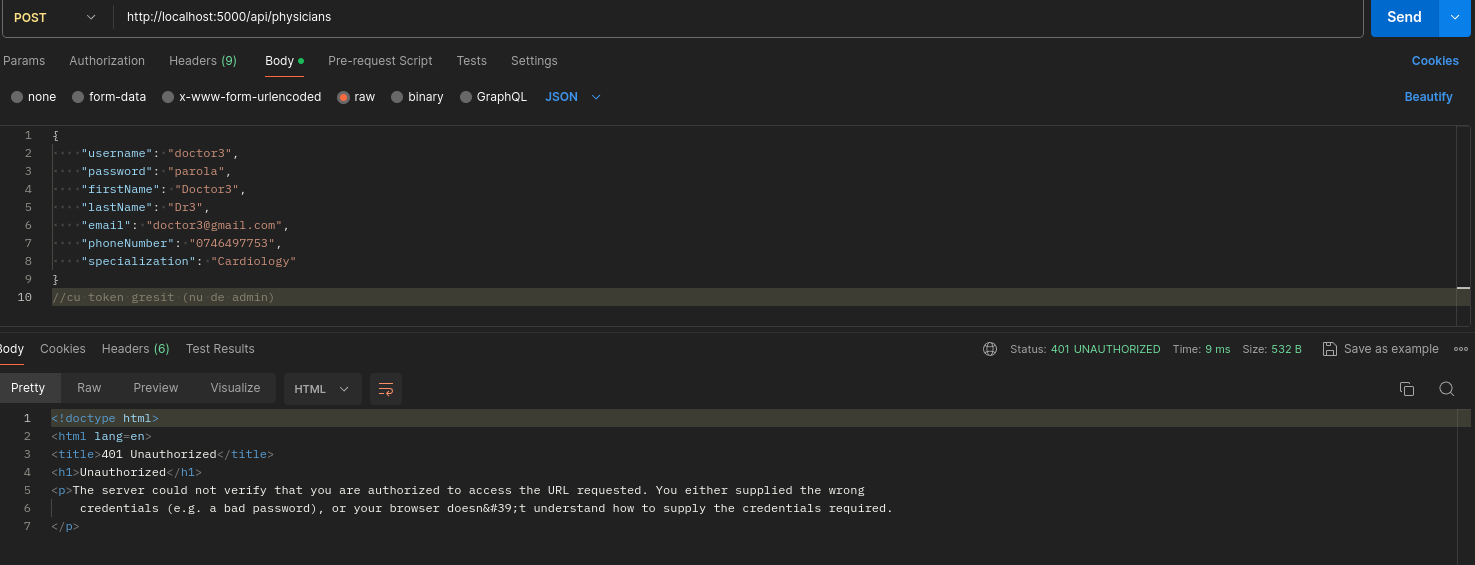 POST http://localhost:5000/api/physicians Send
Params Authorization Headers (9) Body Pre-request Script Tests Settings Cookies
none form-data x-www-form-urlencoded raw binary GraphQL JSON Beautify
1 {
2 "username": "doctor3",
3 "password": "parola",
4 "firstName": "Doctor3",
5 "lastName": "Dr3",
6 "email": "doctor3@gmail.com",
7 "phoneNumber": "0746497753",
8 "specialization": "Cardiology"
9 }
10 //cu token gresit (nu de admin)
Body Cookies Headers (6) Test Results Status: 401 UNAUTHORIZED Time: 9 ms Size: 532 B Save as example
Pretty Raw Preview Visualize HTML
1 <!doctype html>
2 <html lang=en>
3 <title>401 Unauthorized</title>
4 <h1>Unauthorized</h1>
5 <p>The server could not verify that you are authorized to access the URL requested. You either supplied the wrong
6 credentials (e.g. a bad password), or your browser doesn&#39;t understand how to supply the credentials required.
7 </p>